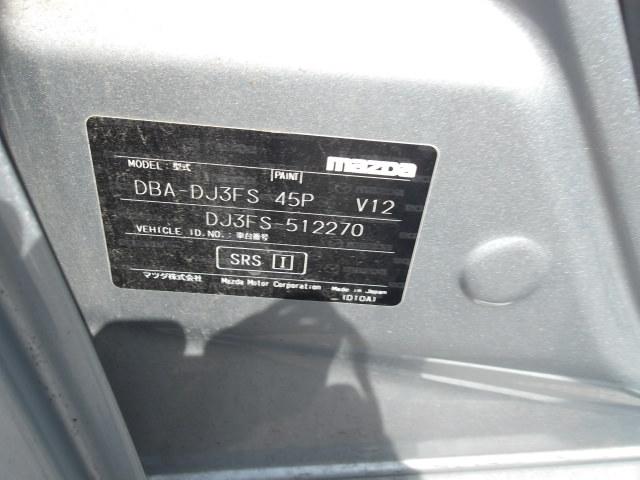 mazda
MODEL: 型式 PAINT
DBA-DJ3FS 45P V12
DJ3FS-512270
VEHICLE I.D.NO.: 車台番号
SRS I
マツダ株式会社 Mazda Motor Corporation Made in Japan
(D10A)